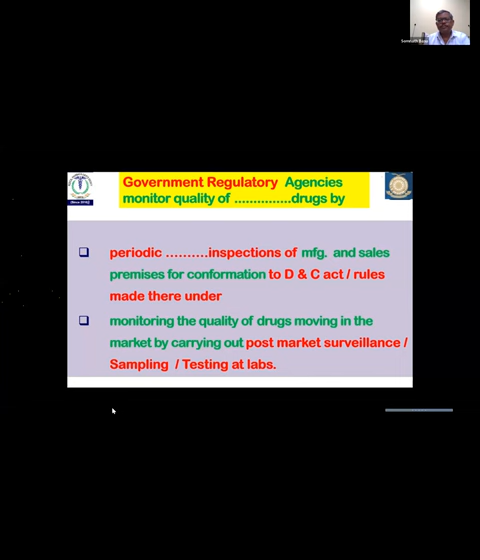 Government Regulatory Agencies
monitor quality of ...............drugs by
periodic ..........inspections of mfg. and sales
premises for conformation to D & C act / rules
made there under
monitoring the quality of drugs moving in the
market by carrying out post market surveillance /
Sampling / Testing at labs.